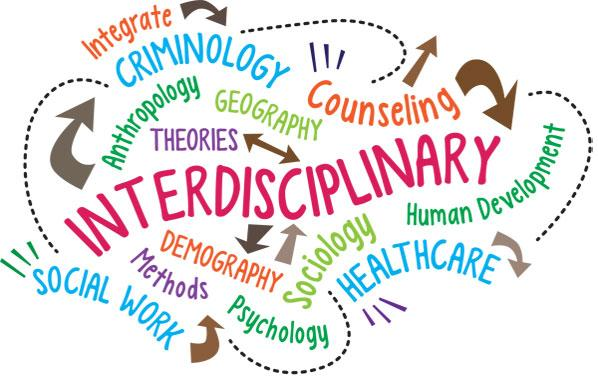 Integrate
CRIMINOLOGY
Anthropology
GEOGRAPHY
Counseling
THEORIES
INTERDISCIPLINARY
Human Development
DEMOGRAPHY
Sociology
Methods
HEALTHCARE
SOCIAL WORK
Psychology